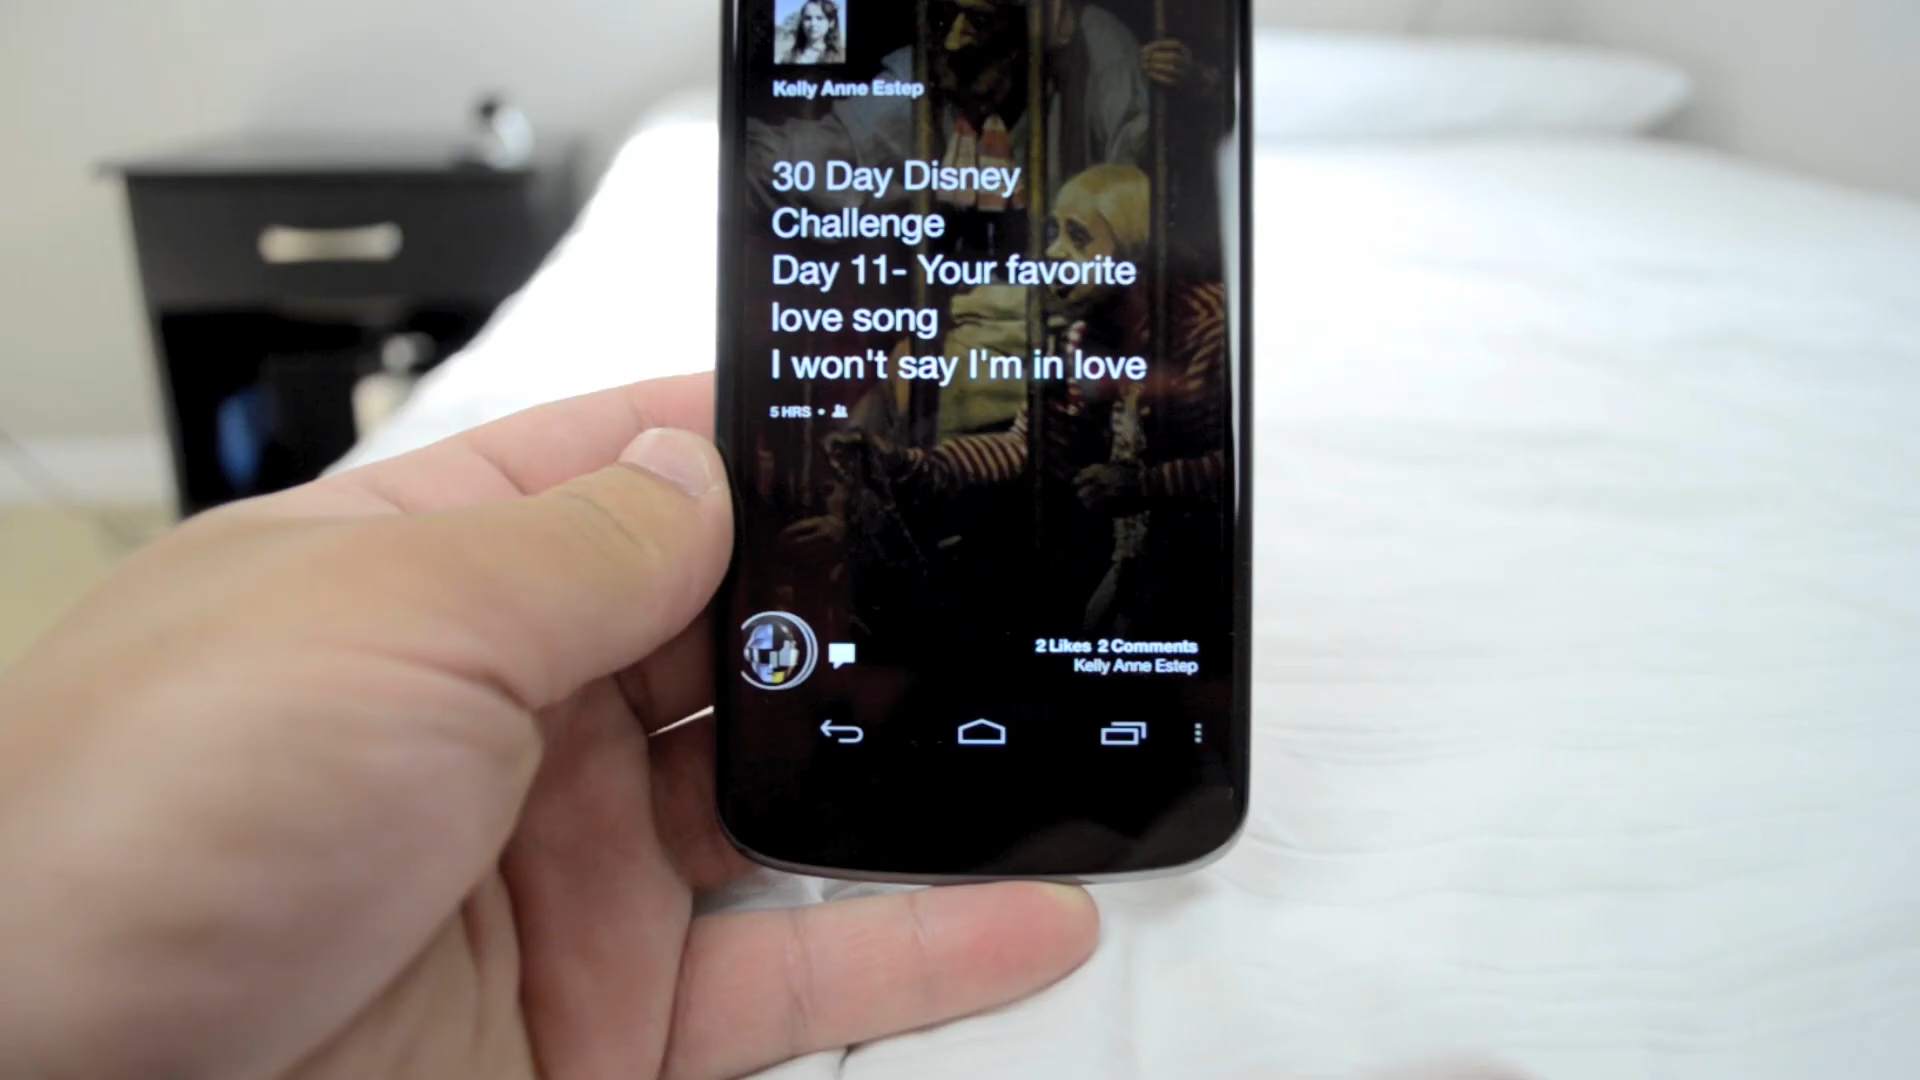 Kelly Anne Estep
30 Day Disney
Challenge
Day 11- Your favorite
love song
I won't say I'm in love
5 HRS •
2 Likes 2 Comments
Kelly Anne Estep